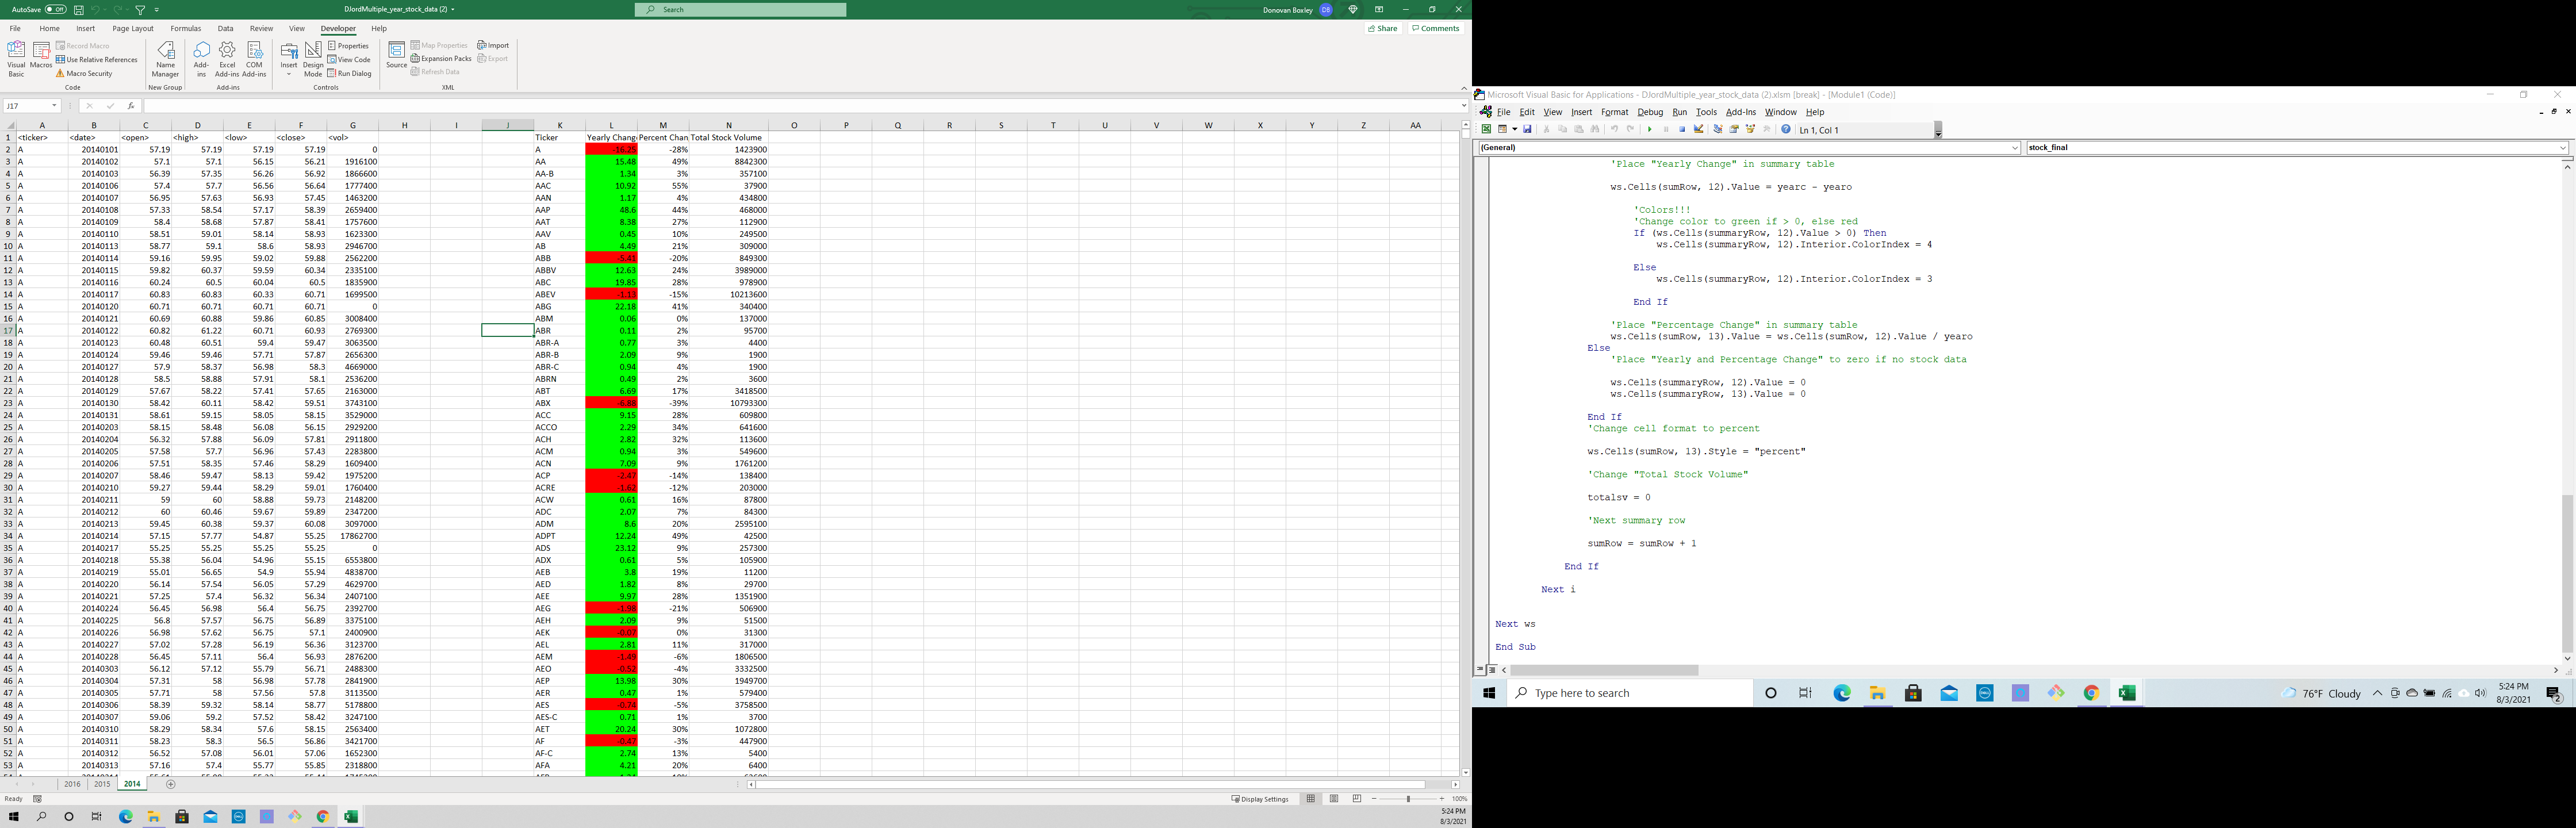 AutoSave Off DJordMultiple_year_stock_data (2) Search Donovan Boxley DB
File Home Insert Page Layout Formulas Data Review View Developer Help Share Comments
Visual Basic Macros Record Macro Use Relative References Macro Security Code
Name Manager New Group
Add-ins Excel Add-ins COM Add-ins Add-ins
Insert Design Mode Properties View Code Run Dialog Controls
Source Map Properties Expansion Packs Refresh Data Import Export XML
J17 fx
A B C D E F G H I J K L M N O P Q R S T U V W X Y Z AA
1 <ticker> <date> <open> <high> <low> <close> <vol> Ticker Yearly Chang Percent Chan Total Stock Volume
2 A 20140101 57.19 57.19 57.19 57.19 0 A -16.25 -28% 1423900
3 A 20140102 57.1 57.1 56.15 56.21 1916100 AA 15.48 49% 8842300
4 A 20140103 56.39 57.35 56.26 56.92 1866600 AA-B 1.34 3% 357100
5 A 20140106 57.4 57.7 56.56 56.64 1777400 AAC 10.92 55% 37900
6 A 20140107 56.95 57.63 56.93 57.45 1463200 AAN 1.17 4% 434800
7 A 20140108 57.33 58.54 57.17 58.39 2659400 AAP 48.6 44% 468000
8 A 20140109 58.4 58.68 57.87 58.41 1757600 AAT 8.38 27% 112900
9 A 20140110 58.51 59.01 58.14 58.93 1623300 AAV 0.45 10% 249500
10 A 20140113 58.77 59.1 58.6 58.93 2946700 AB 4.49 21% 309000
11 A 20140114 59.16 59.95 59.02 59.88 2562200 ABB -5.41 -20% 849300
12 A 20140115 59.82 60.37 59.59 60.34 2335100 ABBV 12.63 24% 3989000
13 A 20140116 60.24 60.5 60.04 60.5 1835900 ABC 19.85 28% 978900
14 A 20140117 60.83 60.83 60.33 60.71 1699500 ABEV -1.13 -15% 10213600
15 A 20140120 60.71 60.71 60.71 60.71 0 ABG 22.18 41% 340400
16 A 20140121 60.69 60.88 59.86 60.85 3008400 ABM 0.06 0% 137000
17 A 20140122 60.82 61.22 60.71 60.93 2769300 ABR 0.11 2% 95700
18 A 20140123 60.48 60.51 59.4 59.47 3063500 ABR-A 0.77 3% 4400
19 A 20140124 59.46 59.46 57.71 57.87 2656300 ABR-B 2.09 9% 1900
20 A 20140127 57.9 58.37 56.98 58.3 4669000 ABR-C 0.94 4% 1900
21 A 20140128 58.5 58.88 57.91 58.1 2536200 ABRN 0.49 2% 3600
22 A 20140129 57.67 58.22 57.41 57.65 2163000 ABT 6.69 17% 3418500
23 A 20140130 58.42 60.11 58.42 59.51 3743100 ABX -6.88 -39% 10793300
24 A 20140131 58.61 59.15 58.05 58.15 3529000 ACC 9.15 28% 609800
25 A 20140203 58.15 58.48 56.08 56.15 2929200 ACCO 2.29 34% 641600
26 A 20140204 56.32 57.88 56.09 57.81 2911800 ACH 2.82 32% 113600
27 A 20140205 57.58 57.7 56.96 57.43 2283800 ACM 0.94 3% 549600
28 A 20140206 57.51 58.35 57.46 58.29 1609400 ACN 7.09 9% 1761200
29 A 20140207 58.46 59.47 58.13 59.42 1975200 ACP -2.47 -14% 138400
30 A 20140210 59.27 59.44 58.29 59.01 1760400 ACRE -1.62 -12% 203000
31 A 20140211 59 60 58.88 59.73 2148200 ACW 0.61 16% 87800
32 A 20140212 60 60.46 59.67 59.89 2347200 ADC 2.07 7% 84300
33 A 20140213 59.45 60.38 59.37 60.08 3097000 ADM 8.6 20% 2595100
34 A 20140214 57.15 57.77 54.87 55.25 17862700 ADPT 12.24 49% 42500
35 A 20140217 55.25 55.25 55.25 55.25 0 ADS 23.12 9% 257300
36 A 20140218 55.38 56.04 54.96 55.15 6553800 ADX 0.61 5% 105900
37 A 20140219 55.01 56.65 54.9 55.94 4838700 AEB 3.8 19% 11200
38 A 20140220 56.14 57.54 56.05 57.29 4629700 AED 1.82 8% 29700
39 A 20140221 57.25 57.4 56.32 56.34 2407100 AEE 9.97 28% 1351900
40 A 20140224 56.45 56.98 56.4 56.75 2392700 AEG -1.98 -21% 506900
41 A 20140225 56.8 57.57 56.75 56.89 3375100 AEH 2.09 9% 51500
42 A 20140226 56.98 57.62 56.75 57.1 2400900 AEK -0.07 0% 31300
43 A 20140227 57.02 57.28 56.19 56.36 3123700 AEL 2.81 11% 317000
44 A 20140228 56.45 57.11 56.4 56.93 2876200 AEM -1.49 -6% 1806500
45 A 20140303 56.12 57.12 55.79 56.71 2488300 AEO -0.52 -4% 3332500
46 A 20140304 57.31 58 56.98 57.78 2841900 AEP 13.98 30% 1949700
47 A 20140305 57.71 58 57.56 57.8 3113500 AER 0.47 1% 579400
48 A 20140306 58.39 59.32 58.14 58.77 5178800 AES -0.74 -5% 3758500
49 A 20140307 59.06 59.2 57.52 58.42 3247100 AES-C 0.71 1% 3700
50 A 20140310 58.29 58.34 57.6 58.15 2563400 AET 20.24 30% 1072800
51 A 20140311 58.23 58.3 56.5 56.86 3421700 AF -0.47 -3% 447900
52 A 20140312 56.52 57.08 56.01 57.06 1652300 AF-C 2.74 13% 5400
53 A 20140313 57.16 57.4 55.77 55.85 2318800 AFA 4.21 20% 6400
2016 2015 2014
Ready Display Settings 100%
5:24 PM
8/3/2021
Microsoft Visual Basic for Applications - DJordMultiple_year_stock_data (2).xlsm [break] - [Module1 (Code)]
File Edit View Insert Format Debug Run Tools Add-Ins Window Help
Ln 1, Col 1
(General) stock_final
'Place "Yearly Change" in summary table
ws.Cells(sumRow, 12).Value = yearc - yearo
'Colors!!!
'Change color to green if > 0, else red
If (ws.Cells(summaryRow, 12).Value > 0) Then
ws.Cells(summaryRow, 12).Interior.ColorIndex = 4
Else
ws.Cells(summaryRow, 12).Interior.ColorIndex = 3
End If
'Place "Percentage Change" in summary table
ws.Cells(sumRow, 13).Value = ws.Cells(sumRow, 12).Value / yearo
Else
'Place "Yearly and Percentage Change" to zero if no stock data
ws.Cells(summaryRow, 12).Value = 0
ws.Cells(summaryRow, 13).Value = 0
End If
'Change cell format to percent
ws.Cells(sumRow, 13).Style = "percent"
'Change "Total Stock Volume"
totalsv = 0
'Next summary row
sumRow = sumRow + 1
End If
Next i
Next ws
End Sub
Type here to search 76°F Cloudy 5:24 PM
8/3/2021 2